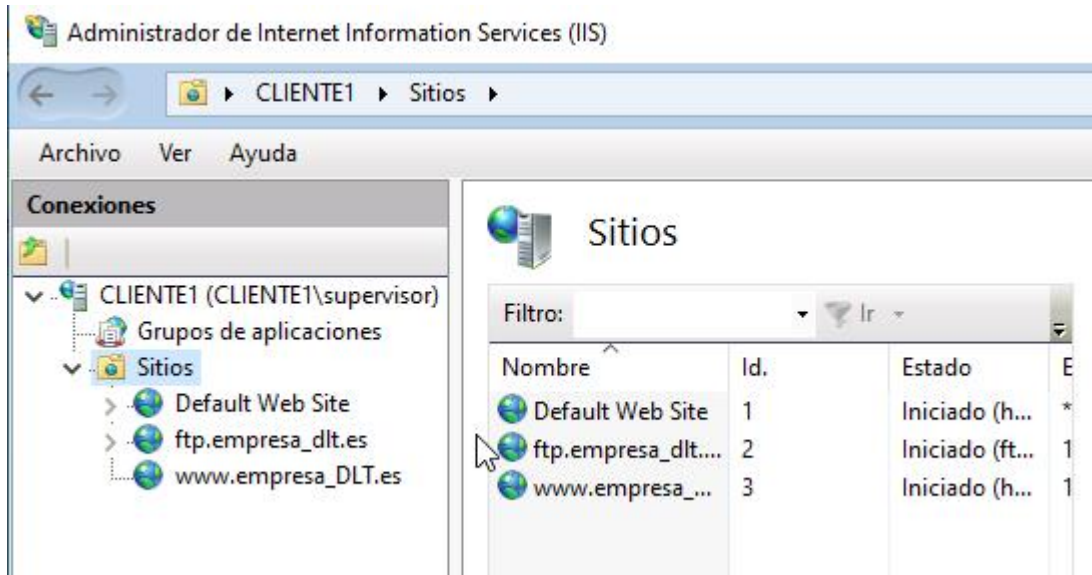 Administrador de Internet Information Services (IIS)
CLIENTE1 Sitios
Archivo Ver Ayuda
Conexiones
CLIENTE1 (CLIENTE1\supervisor)
Grupos de aplicaciones
Sitios
Default Web Site
ftp.empresa_dlt.es
www.empresa_DLT.es
Sitios
Filtro: Ir
Nombre Id. Estado E
Default Web Site 1 Iniciado (h... *
ftp.empresa_dlt.... 2 Iniciado (ft... 1
www.empresa_... 3 Iniciado (h... 1